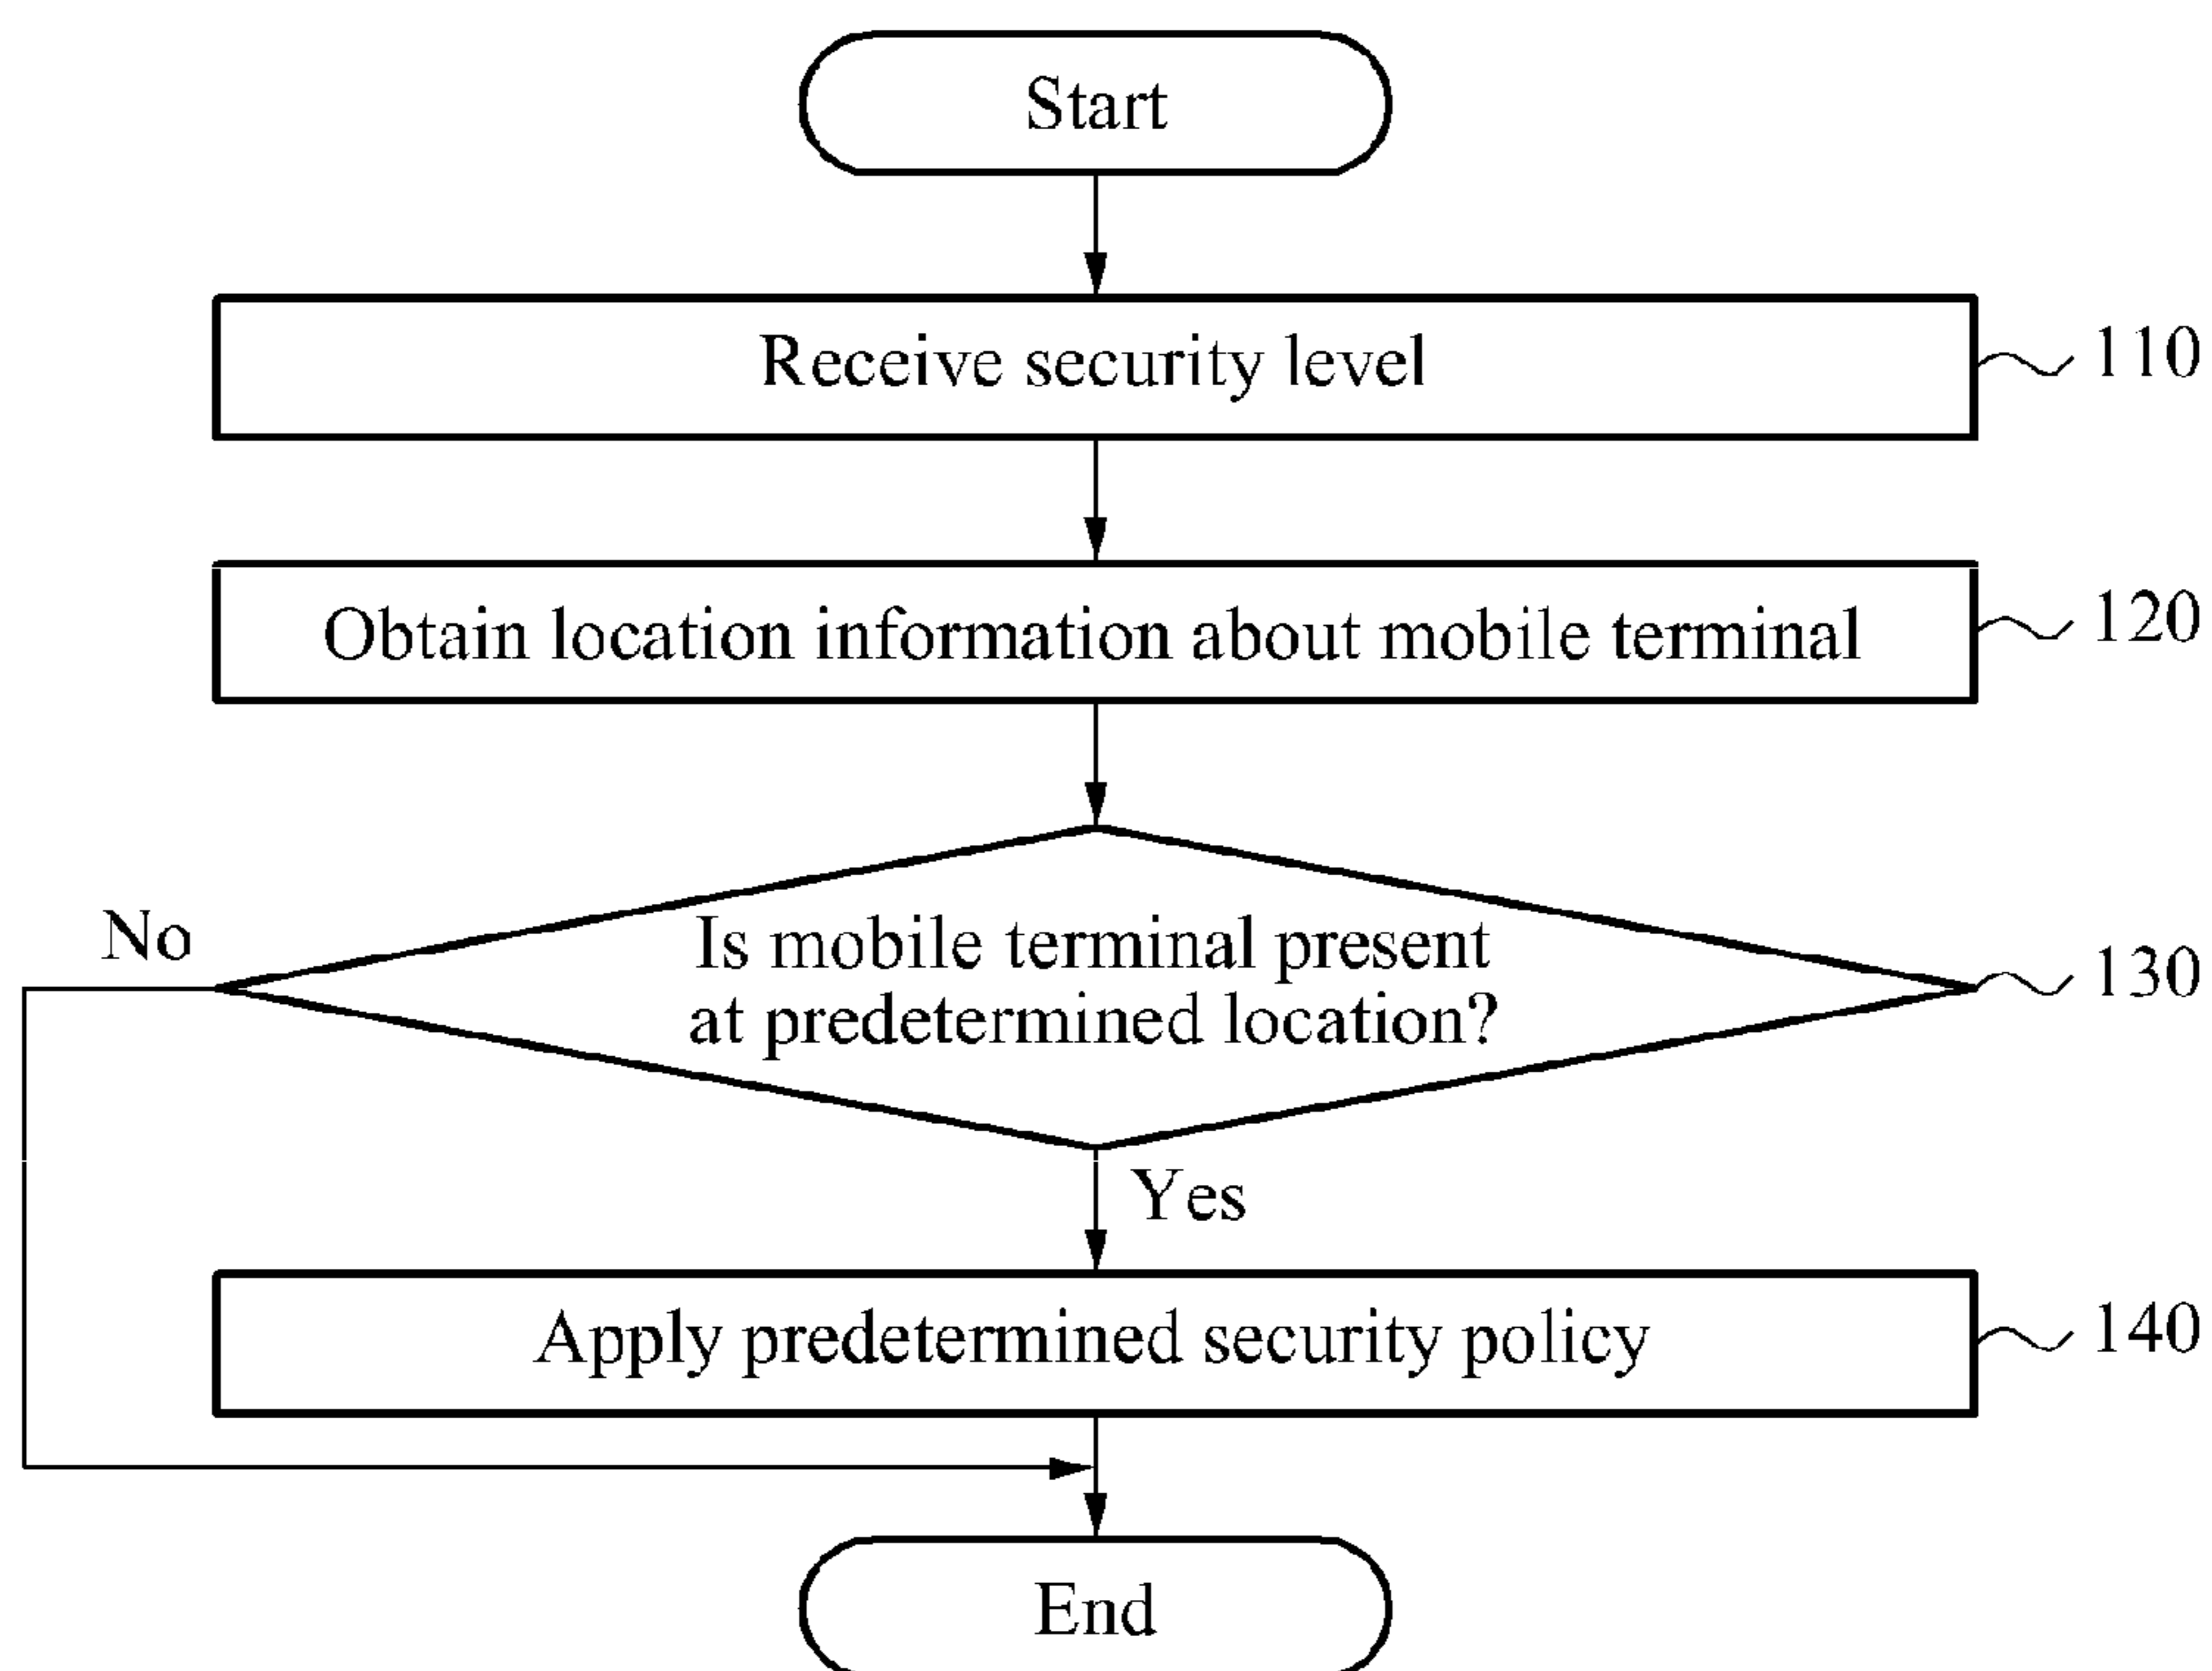 Start
Receive security level
110
Obtain location information about mobile terminal
120
No
Is mobile terminal present
at predetermined location?
130
Yes
Apply predetermined security policy
140
End